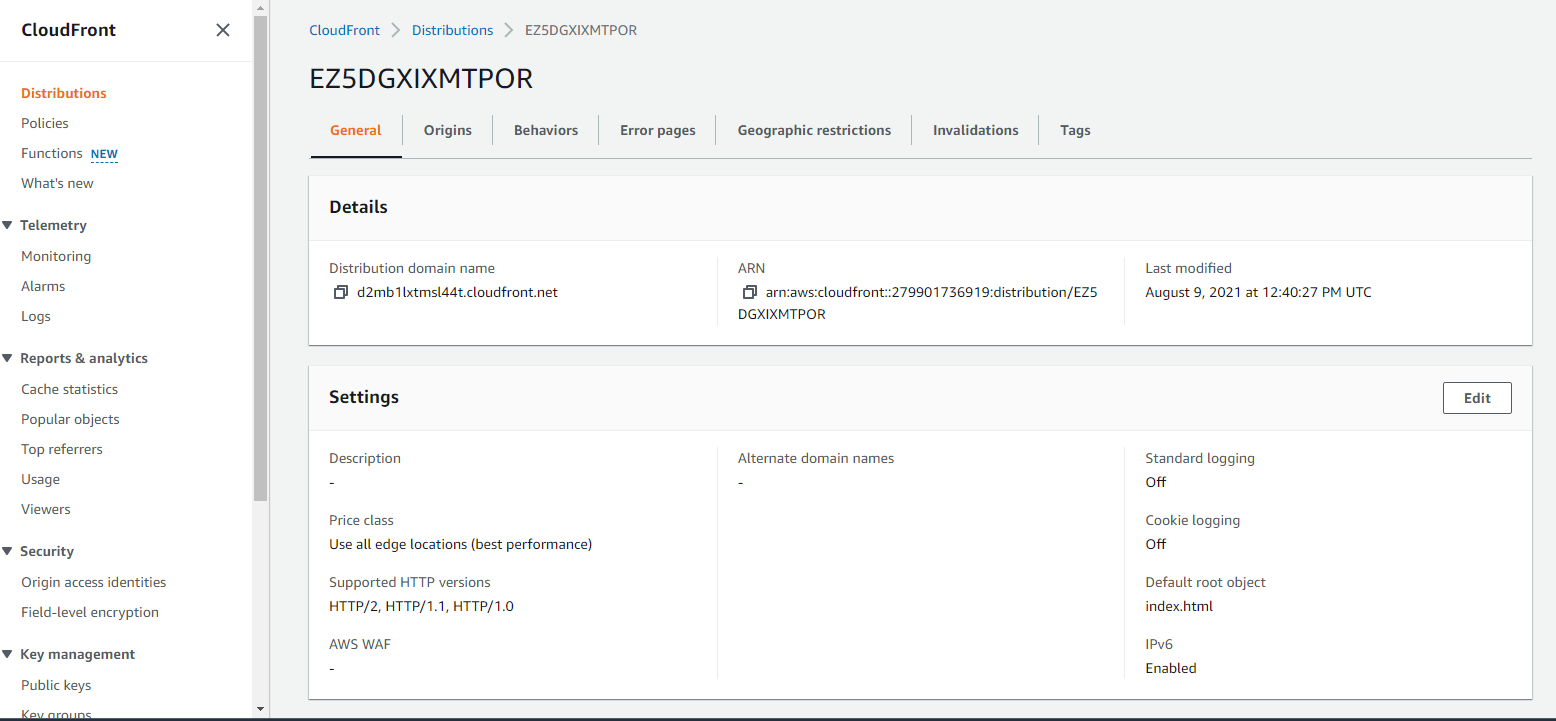 CloudFront
Distributions
Policies
Functions NEW
What's new
Telemetry
Monitoring
Alarms
Logs
Reports & analytics
Cache statistics
Popular objects
Top referrers
Usage
Viewers
Security
Origin access identities
Field-level encryption
Key management
Public keys
Key groups
CloudFront > Distributions > EZ5DGXIXMTPOR
EZ5DGXIXMTPOR
General Origins Behaviors Error pages Geographic restrictions Invalidations Tags
Details
Distribution domain name
d2mb1lxtmsl44t.cloudfront.net
ARN
arn:aws:cloudfront::279901736919:distribution/EZ5
DGXIXMTPOR
Last modified
August 9, 2021 at 12:40:27 PM UTC
Settings
Edit
Description
-
Price class
Use all edge locations (best performance)
Supported HTTP versions
HTTP/2, HTTP/1.1, HTTP/1.0
AWS WAF
-
Alternate domain names
-
Standard logging
Off
Cookie logging
Off
Default root object
index.html
IPv6
Enabled